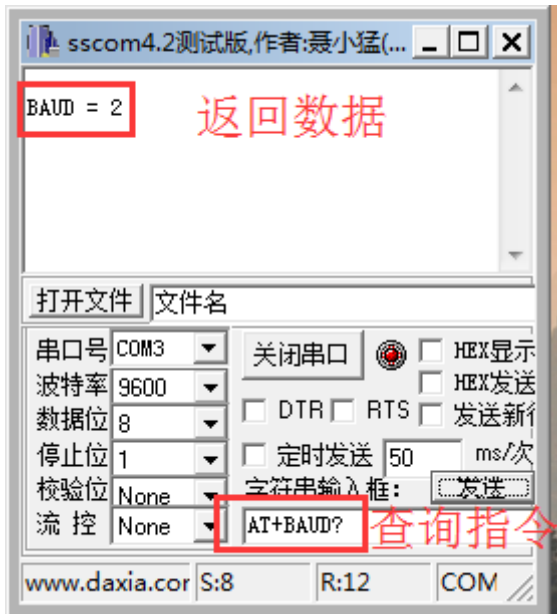 sscom4.2测试版,作者:聂小猛(...
BAUD = 2
返回数据
打开文件 文件名
串口号 COM3 关闭串口 HEX显示
波特率 9600 HEX发送
数据位 8 DTR RTS 发送新行
停止位 1 定时发送 50 ms/次
校验位 None 字符串输入框: 发送
流 控 None AT+BAUD? 查询指令
www.daxia.cor S:8 R:12 COM